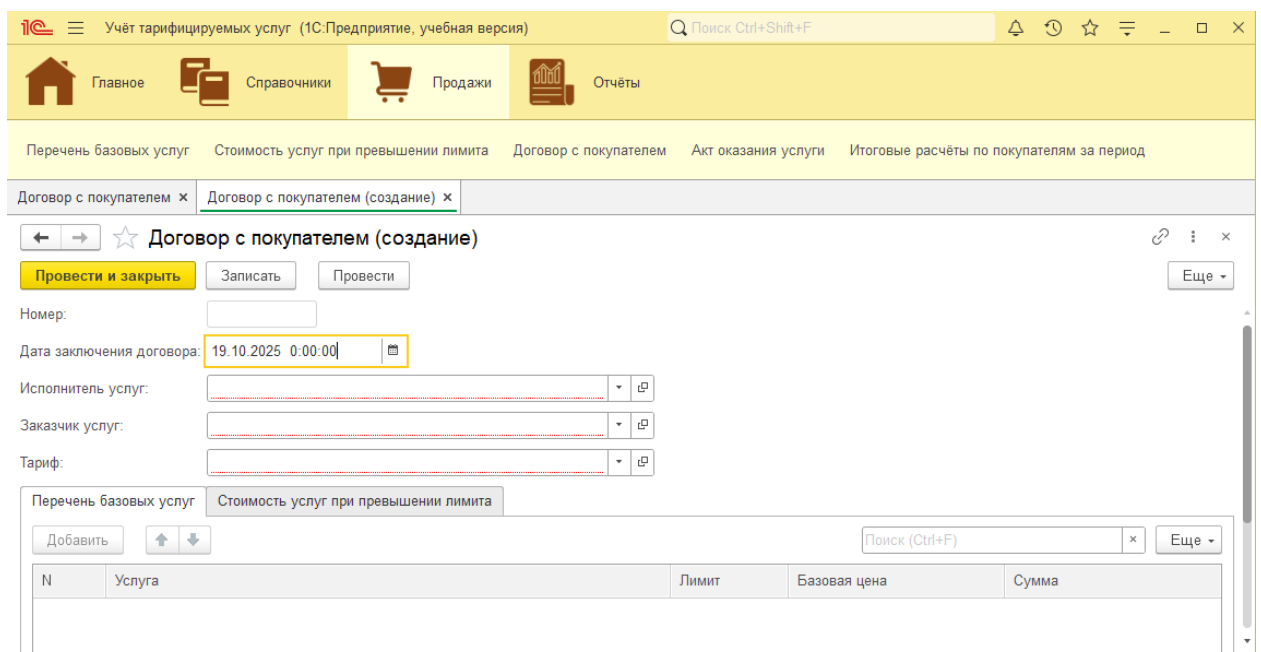 1С Учёт тарифицируемых услуг (1С:Предприятие, учебная версия) Поиск Ctrl+Shift+F
Главное Справочники Продажи Отчёты
Перечень базовых услуг Стоимость услуг при превышении лимита Договор с покупателем Акт оказания услуги Итоговые расчёты по покупателям за период
Договор с покупателем × Договор с покупателем (создание) ×
Договор с покупателем (создание)
Провести и закрыть Записать Провести Еще
Номер:
Дата заключения договора: 19.10.2025 0:00:00
Исполнитель услуг:
Заказчик услуг:
Тариф:
Перечень базовых услуг Стоимость услуг при превышении лимита
Добавить Поиск (Ctrl+F) × Еще
N Услуга Лимит Базовая цена Сумма